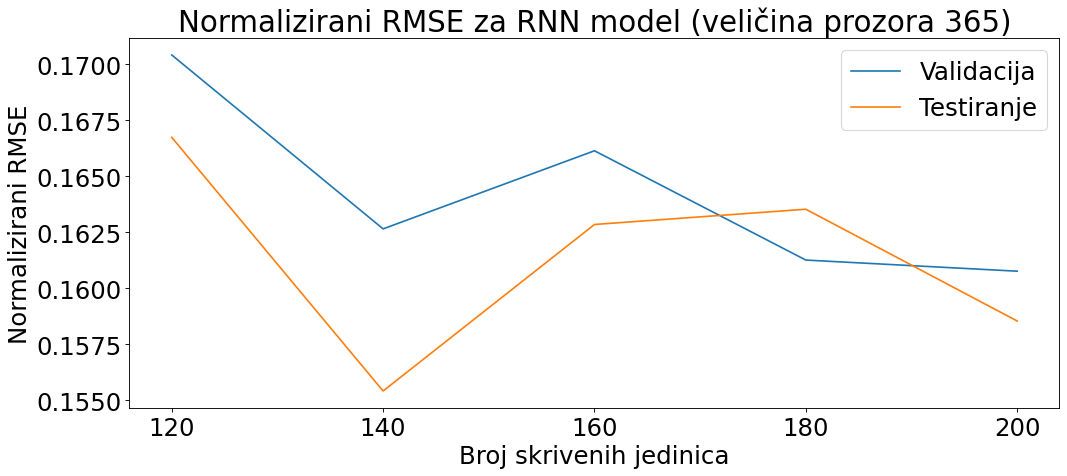 Normalizirani RMSE za RNN model (veličina prozora 365)
Normalizirani RMSE
0.1700
0.1675
0.1650
0.1625
0.1600
0.1575
0.1550
Validacija
Testiranje
120 140 160 180 200
Broj skrivenih jedinica